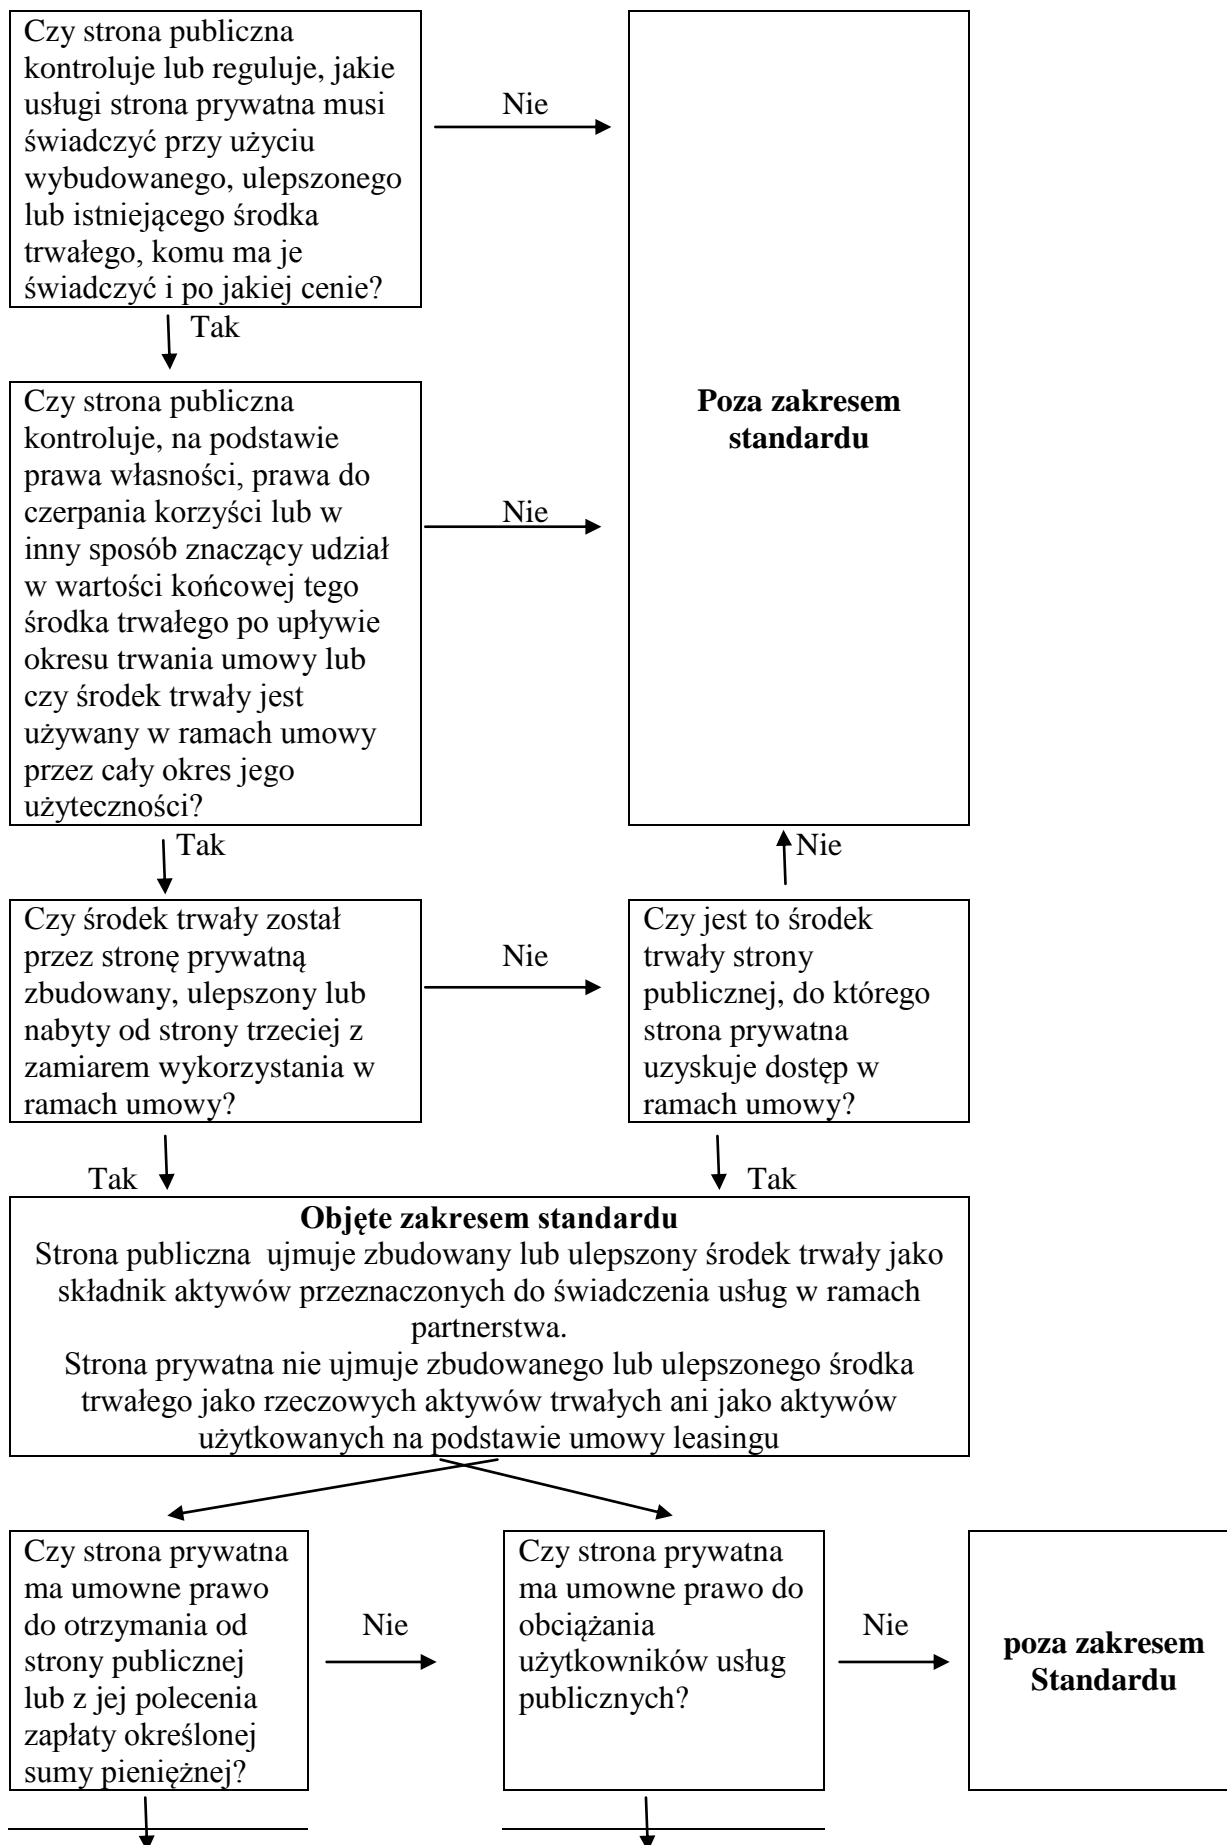 Czy strona publiczna
kontroluje lub reguluje, jakie
usługi strona prywatna musi
świadczyć przy użyciu
wybudowanego, ulepszonego
lub istniejącego środka
trwałego, komu ma je
świadczyć i po jakiej cenie?
Nie
Poza zakresem
standardu
Tak
Czy strona publiczna
kontroluje, na podstawie
prawa własności, prawa do
czerpania korzyści lub w
inny sposób znaczący udział
w wartości końcowej tego
środka trwałego po upływie
okresu trwania umowy lub
czy środek trwały jest
używany w ramach umowy
przez cały okres jego
użyteczności?
Nie
Tak
Nie
Czy środek trwały został
przez stronę prywatną
zbudowany, ulepszony lub
nabyty od strony trzeciej z
zamiarem wykorzystania w
ramach umowy?
Nie
Czy jest to środek
trwały strony
publicznej, do którego
strona prywatna
uzyskuje dostęp w
ramach umowy?
Tak
Tak
Objęte zakresem standardu
Strona publiczna ujmuje zbudowany lub ulepszony środek trwały jako
składnik aktywów przeznaczonych do świadczenia usług w ramach
partnerstwa.
Strona prywatna nie ujmuje zbudowanego lub ulepszonego środka
trwałego jako rzeczowych aktywów trwałych ani jako aktywów
użytkowanych na podstawie umowy leasingu
Czy strona prywatna
ma umowne prawo
do otrzymania od
strony publicznej
lub z jej polecenia
zapłaty określonej
sumy pieniężnej?
Nie
Czy strona prywatna
ma umowne prawo do
obciążania
użytkowników usług
publicznych?
Nie
poza zakresem
Standardu